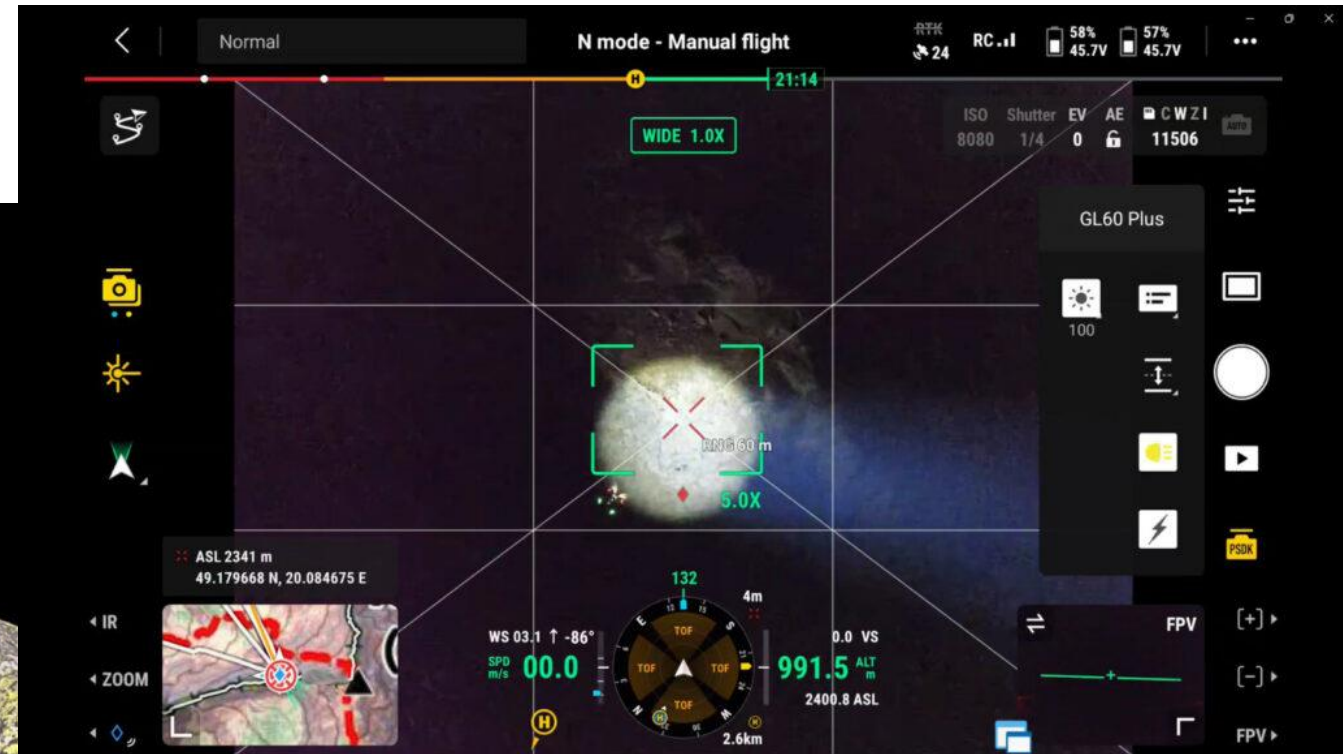 Normal
N mode - Manual flight
RTK
24
RC
58%
45.7V
57%
45.7V
H
21:14
WIDE 1.0X
ISO Shutter EV AE C W Z I
8080 1/4 0 11506
AUTO
GL60 Plus
100
RNG 60 m
5.0X
PSDK
ASL 2341 m
49.179668 N, 20.084675 E
IR
ZOOM
132
4m
WS 03.1 ↑ -86°
0.0 VS
SPD m/s 00.0
991.5 ALT m
2400.8 ASL
TOF
TOF
TOF
TOF
E
S
N
W
H
H
2.6km
FPV
[+]
[-]
FPV